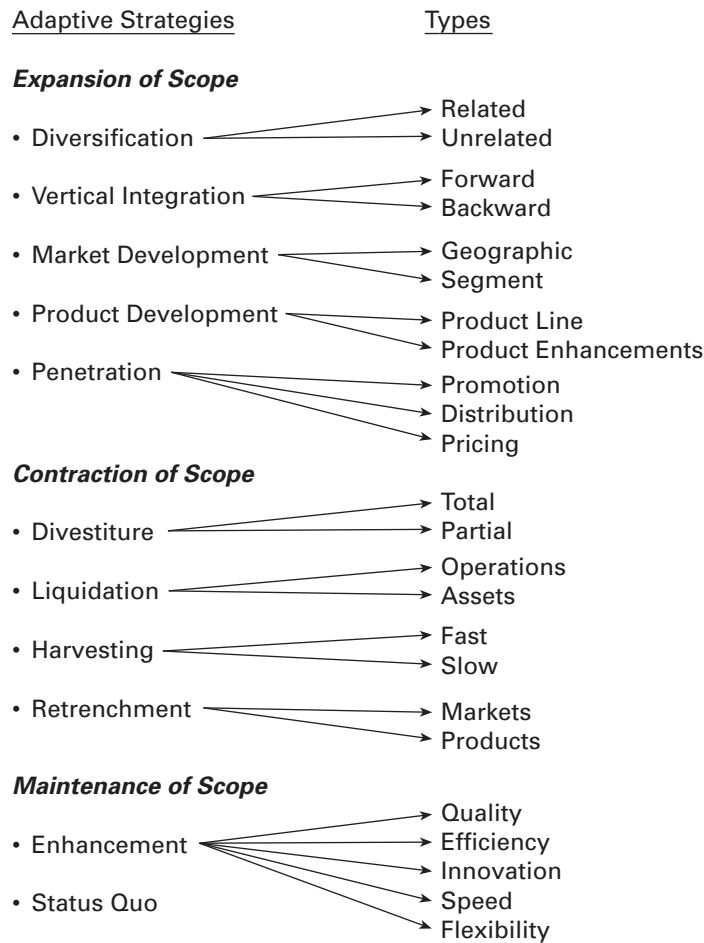 Adaptive Strategies Types
Expansion of Scope
• Diversification
Related
Unrelated
• Vertical Integration
Forward
Backward
• Market Development
Geographic
Segment
• Product Development
Product Line
Product Enhancements
• Penetration
Promotion
Distribution
Pricing
Contraction of Scope
• Divestiture
Total
Partial
• Liquidation
Operations
Assets
• Harvesting
Fast
Slow
• Retrenchment
Markets
Products
Maintenance of Scope
• Enhancement
Quality
Efficiency
Innovation
Speed
Flexibility
• Status Quo